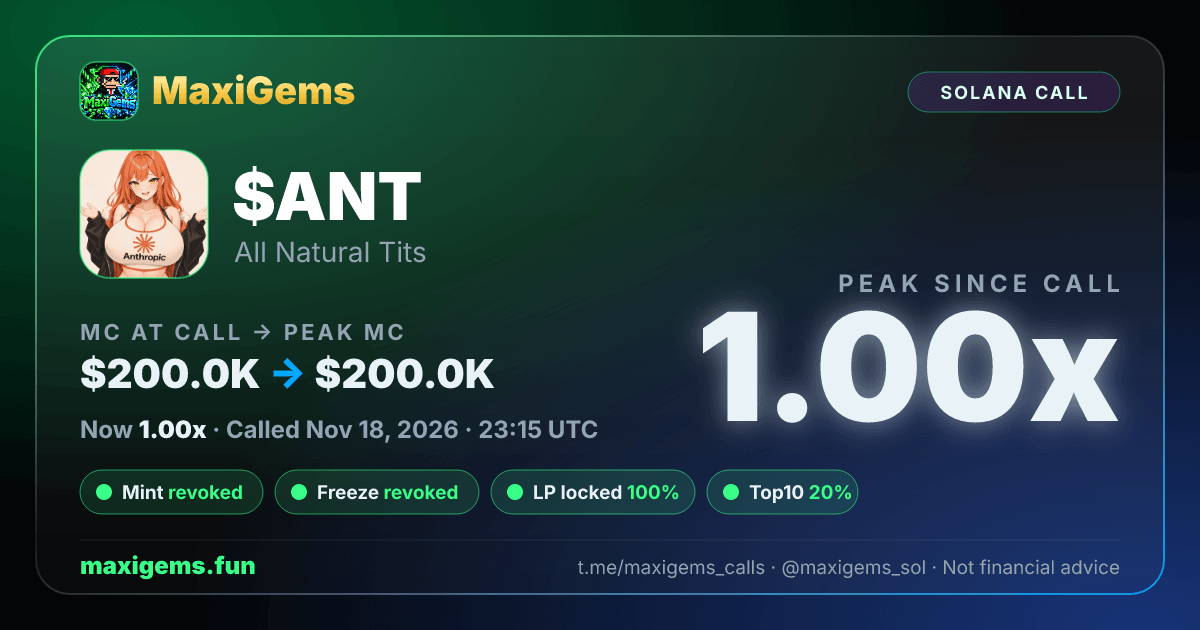 MaxiGems
MaxiGems
SOLANA CALL
Anthropic
$ANT
All Natural Tits
PEAK SINCE CALL
1.00x
MC AT CALL → PEAK MC
$200.0K → $200.0K
Now 1.00x · Called Nov 18, 2026 · 23:15 UTC
Mint revoked
Freeze revoked
LP locked 100%
Top10 20%
maxigems.fun
t.me/maxigems_calls · @maxigems_sol · Not financial advice